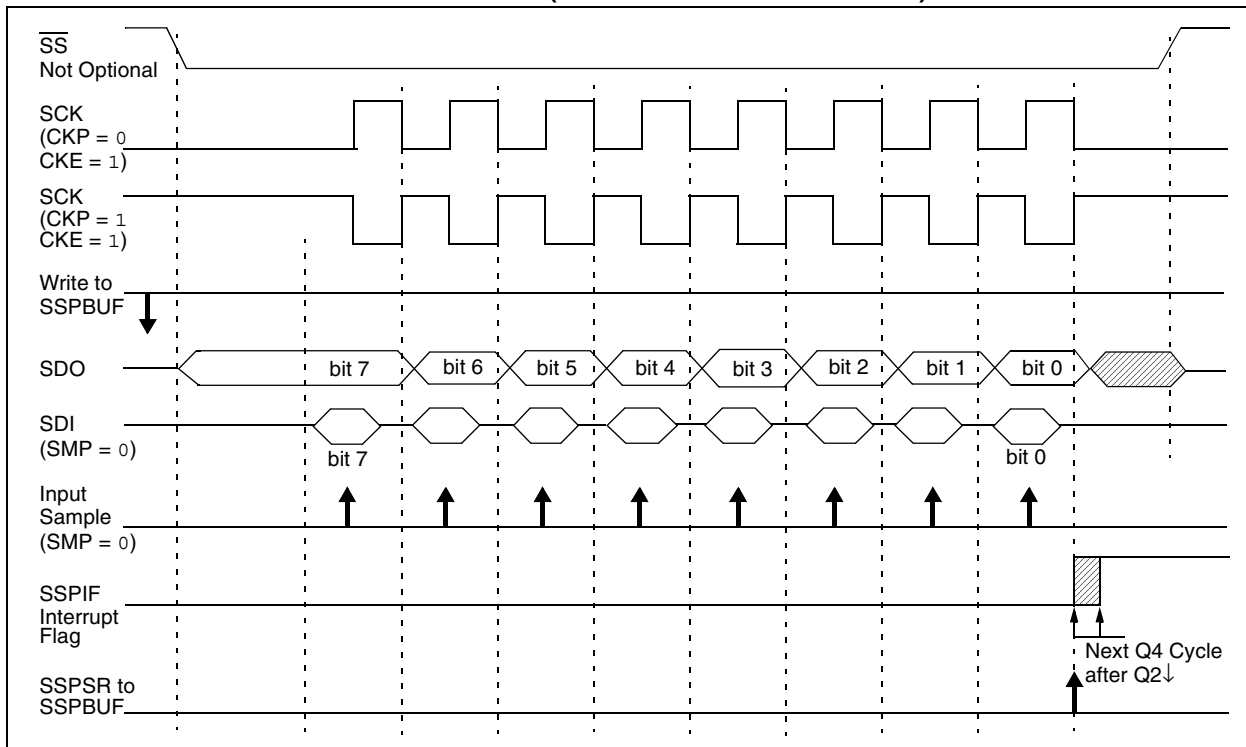 SS
Not Optional
SCK
(CKP = 0
CKE = 1)
SCK
(CKP = 1
CKE = 1)
Write to
SSPBUF
SDO
bit 7 bit 6 bit 5 bit 4 bit 3 bit 2 bit 1 bit 0
SDI
(SMP = 0)
bit 7 bit 0
Input
Sample
(SMP = 0)
SSPIF
Interrupt
Flag
Next Q4 Cycle
after Q2↓
SSPSR to
SSPBUF